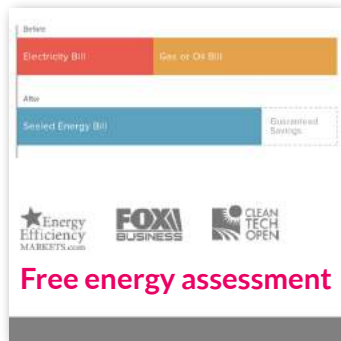 Before
Electricity Bill
Gas or Oil Bill
After
Sealed Energy Bill
Guaranteed
Savings
Energy
Efficiency
MARKETS.com
FOX
BUSINESS
CLEAN
TECH
OPEN
Free energy assessment